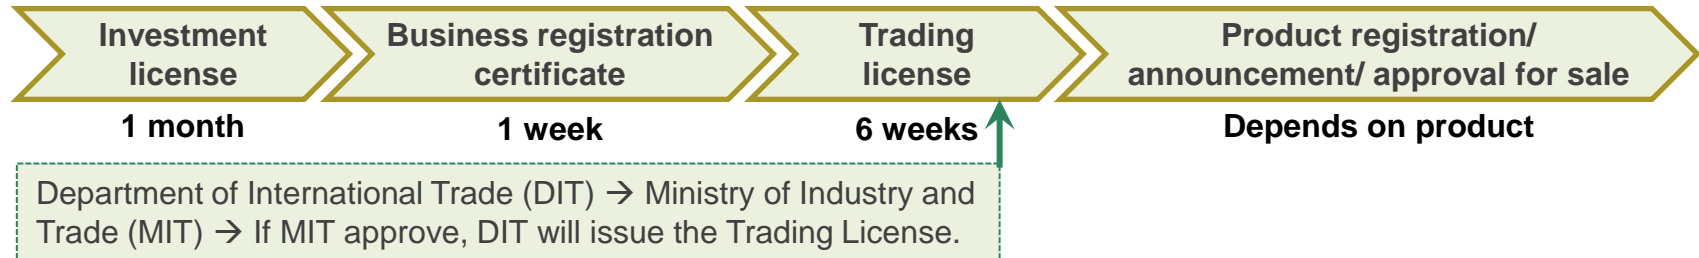 Investment
license
Business registration
certificate
Trading
license
Product registration/
announcement/ approval for sale
1 month
1 week
6 weeks
Depends on product
Department of International Trade (DIT) → Ministry of Industry and
Trade (MIT) → If MIT approve, DIT will issue the Trading License.